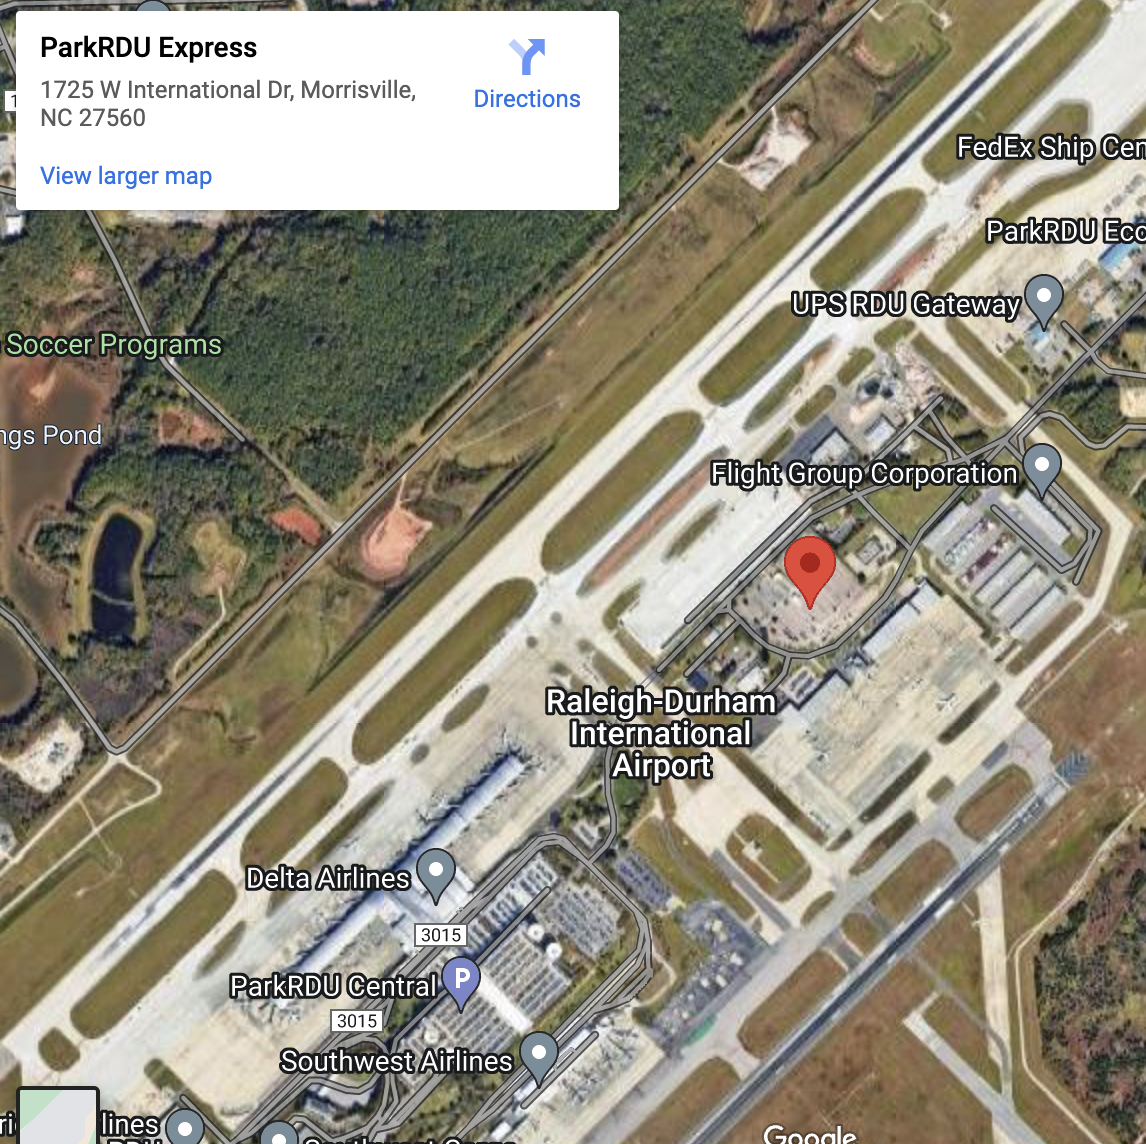 ParkRDU Express
1725 W International Dr, Morrisville,
NC 27560
Directions
View larger map
1
FedEx Ship Cen
ParkRDU Eco
UPS RDU Gateway
Soccer Programs
ngs Pond
Flight Group Corporation
Raleigh-Durham
International
Airport
Delta Airlines
3015
ParkRDU Central
P
3015
Southwest Airlines
lines
Google